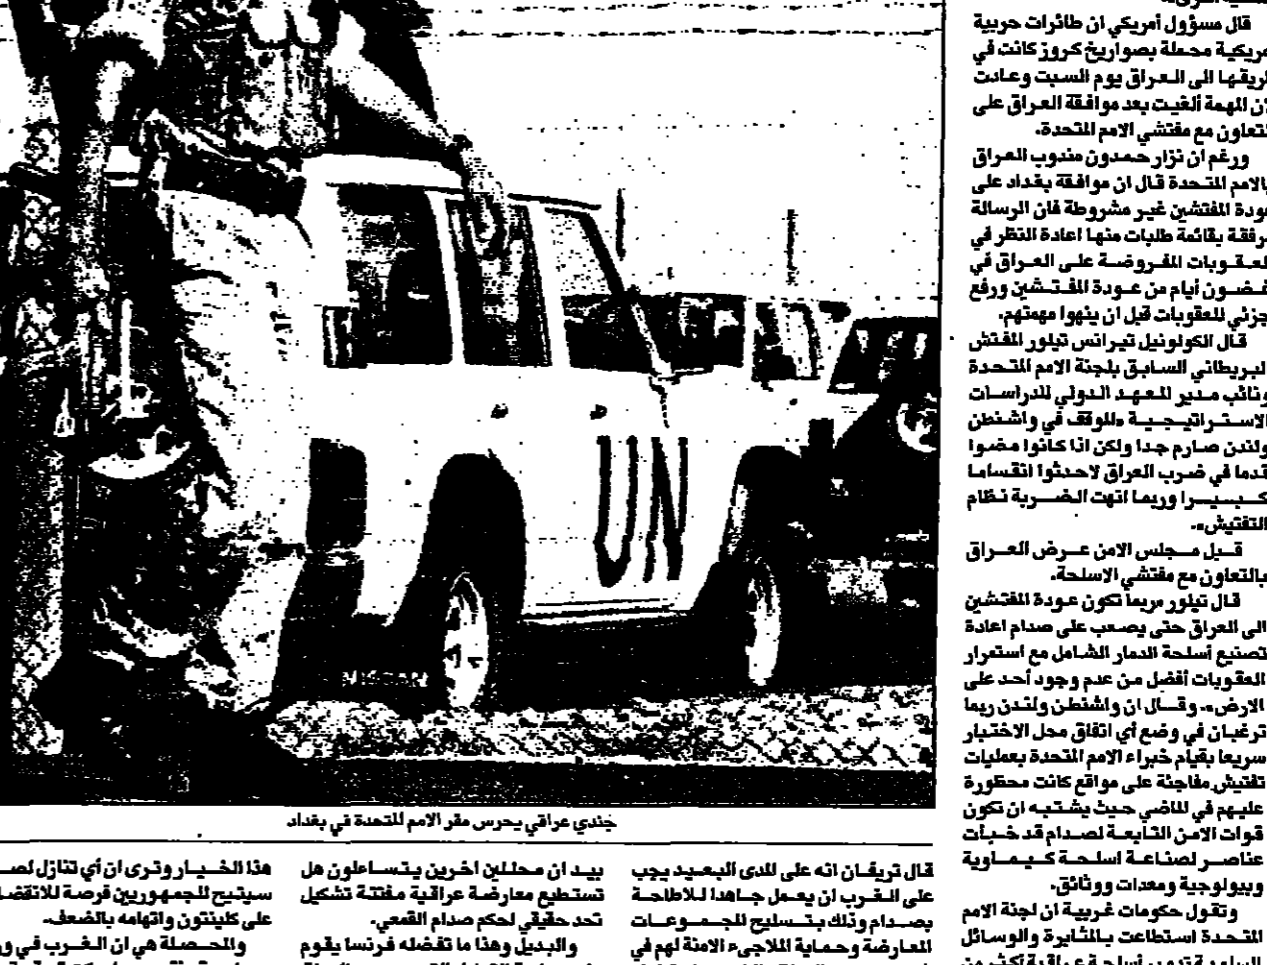 قال مسؤول أمريكي ان طائرات حربية
أمريكية محملة بصواريخ كروز كانت في
طريقها الى العراق يوم السبت وعادت
لان المهمة ألغيت بعد موافقة العراق على
التعاون مع مفتشي الامم المتحدة.
ورغم ان نزار حمدون مندوب العراق
بالامم المتحدة قال ان موافقة بغداد على
عودة المفتشين غير مشروطة فان الرسالة
مرفقة بقائمة طلبات منها اعادة النظر في
العقوبات المفروضة على العراق في
غضون أيام من عودة المفتشين ورفع
جزئي للعقوبات قبل ان ينهوا مهمتهم.
قال الكولونيل تيرانس تيلور المفتش
البريطاني السابق بلجنة الامم المتحدة
ونائب مدير المعهد الدولي للدراسات
الاستراتيجية «الموقف في واشنطن
ولندن صارم جدا ولكن اذا كانوا مضوا
قدما في ضرب العراق لاحدثوا انقساما
كبيرا وربما انهت الضربة نظام
التفتيش».
قبل مجلس الامن عرض العراق
بالتعاون مع مفتشي الاسلحة.
قال تيلور «ربما تكون عودة المفتشين
الى العراق حتى يصعب على صدام اعادة
تصنيع أسلحة الدمار الشامل مع استمرار
العقوبات أفضل من عدم وجود أحد على
الارض». وقال ان واشنطن ولندن ربما
ترغبان في وضع أي اتفاق محل الاختبار
سريعا بقيام خبراء الامم المتحدة بعمليات
تفتيش مفاجئة على مواقع كانت محظورة
عليهم في الماضي حيث يشتبه ان تكون
قوات الامن التابعة لصدام قد خبأت
عناصر لصناعة اسلحة كيماوية
وبيولوجية ومعدات ووثائق.
وتقول حكومات غربية ان لجنة الامم
المتحدة استطاعت بالمثابرة والوسائل
UN
NISSAN
جندي عراقي يحرس مقر الامم المتحدة في بغداد
قال تريفان انه على المدى البعيد يجب
على الغرب أن يعمل جاهدا للاطاحة
بصدام وذلك بتسليح المجموعات
المعارضة وحماية الملاجىء الامنة لهم في
بيد ان محللين اخرين يتساءلون هل
تستطيع معارضة عراقية مفتتة تشكيل
تحد حقيقي لحكم صدام القمعي.
والبديل وهذا ما تفضله فرنسا يقوم
هذا الخيار وترى ان أي تنازل
سيتيح للجمهوريين فرصة
على كلينتون واتهامه بالضعف.
والمحصلة هي ان الغرب في